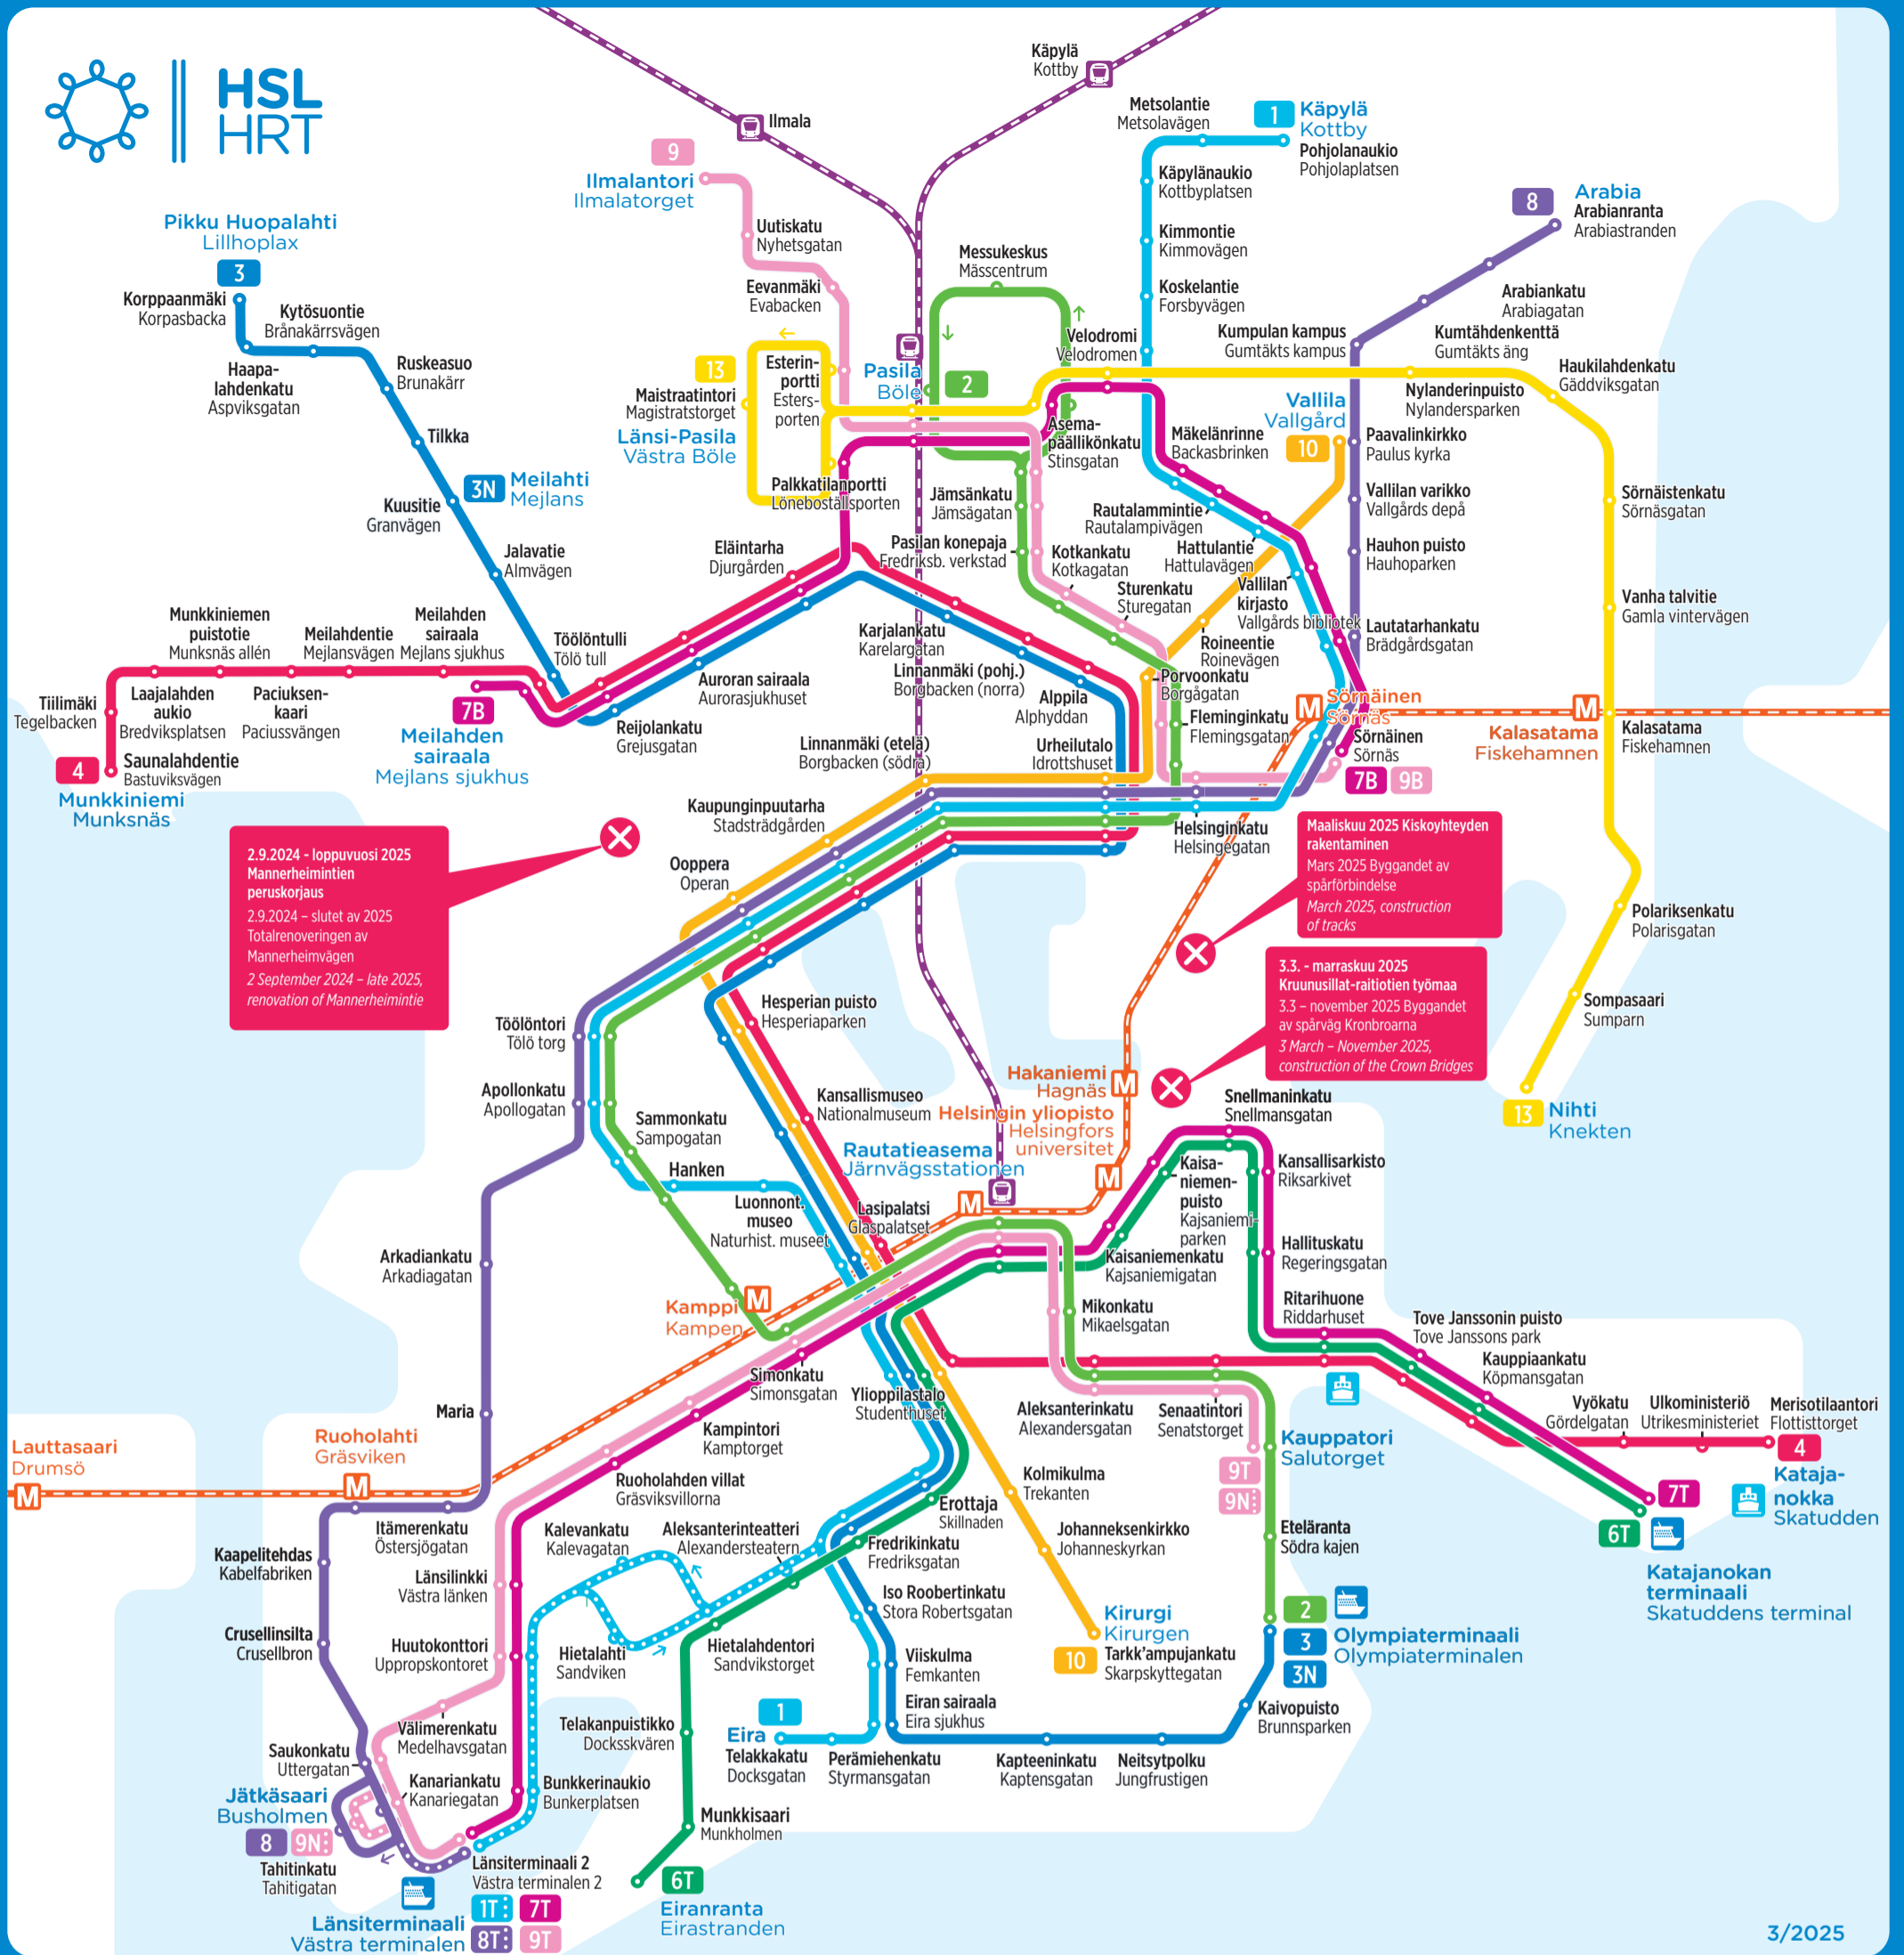 HSL
HRT
Käpylä
Kottby
Ilmala
Metsolantie
Metsolavägen
1
Käpylä
Kottby
Pohjolanaukio
Pohjolaplatsen
9
Ilmalantori
Ilmalatorget
Käpylänaukio
Kottbyplatsen
8
Arabia
Arabianranta
Arabiastranden
Pikku Huopalahti
Lillhoplax
3
Uutiskatu
Nyhetsgatan
Kimmontie
Kimmovägen
Messukeskus
Mässcentrum
Korppaanmäki
Korpasbacka
Kytösuontie
Brånakärrsvägen
Eevanmäki
Evabacken
Koskelantie
Forsbyvägen
Arabiankatu
Arabiagatan
Kumpulan kampus
Gumtäkts kampus
Kumtähdenkenttä
Gumtäkts äng
Velodromi
Velodromen
Haapa-
lahdenkatu
Aspviksgatan
Ruskeasuo
Brunakärr
13
Maistraatintori
Magistratstorget
Länsi-Pasila
Västra Böle
Esterin-
portti
Esters-
porten
Pasila
Böle
2
Haukilahdenkatu
Gäddviksgatan
Nylanderinpuisto
Nylandersparken
Vallila
Vallgård
10
Asema-
päällikönkatu
Stinsgatan
Mäkelänrinne
Backasbrinken
Paavalinkirkko
Paulus kyrka
Tilkka
3N
Meilahti
Mejlans
Palkkatilanportti
Löneboställsporten
Jämsänkatu
Jämsägatan
Vallilan varikko
Vallgårds depå
Sörnäistenkatu
Sörnäsgatan
Kuusitie
Granvägen
Rautalammintie
Rautalampivägen
Jalavatie
Almvägen
Eläintarha
Djurgården
Pasilan konepaja
Fredriksb. verkstad
Kotkankatu
Kotkagatan
Hattulantie
Hattulavägen
Hauhon puisto
Hauhoparken
Sturenkatu
Sturegatan
Vallilan
kirjasto
Vallgårds bibliotek
Vanha talvitie
Gamla vintervägen
Munkkiniemen
puistotie
Munksnäs allén
Meilahdentie
Mejlansvägen
Meilahden
sairaala
Mejlans sjukhus
Töölöntulli
Tölö tull
Karjalankatu
Karelargatan
Roineentie
Roinevägen
Lautatarhankatu
Brädgårdsgatan
Linnanmäki (pohj.)
Borgbacken (norra)
Auroran sairaala
Aurorasjukhuset
Alppila
Alphyddan
Porvoonkatu
Borgågatan
Tiilimäki
Tegelbacken
Laajalahden
aukio
Bredviksplatsen
Paciuksen-
kaari
Paciussvängen
7B
Meilahden
sairaala
Mejlans sjukhus
Reijolankatu
Grejusgatan
Fleminginkatu
Flemingsgatan
M
Sörnäinen
Sörnäs
M
Kalasatama
Fiskehamnen
Kalasatama
Fiskehamnen
4
Saunalahdentie
Bastuviksvägen
Munkkiniemi
Munksnäs
Linnanmäki (etelä)
Borgbacken (södra)
Urheilutalo
Idrottshuset
Sörnäinen
Sörnäs
7B
9B
Kaupunginpuutarha
Stadsträdgården
Helsinginkatu
Helsingegatan
2.9.2024 - loppuvuosi 2025
Mannerheimintien
peruskorjaus
2.9.2024 – slutet av 2025
Totalrenoveringen av
Mannerheimvägen
2 September 2024 – late 2025,
renovation of Mannerheimintie
Maaliskuu 2025 Kiskoyhteyden
rakentaminen
Mars 2025 Byggandet av
spårförbindelse
March 2025, construction
of tracks
Ooppera
Operan
Polariksenkatu
Polarisgatan
3.3. - marraskuu 2025
Kruunusillat-raitiotien työmaa
3.3 – november 2025 Byggandet
av spårväg Kronbroarna
3 March – November 2025,
construction of the Crown Bridges
Hesperian puisto
Hesperiaparken
Sompasaari
Sumparn
Töölöntori
Tölö torg
Apollonkatu
Apollogatan
Kansallismuseo
Nationalmuseum
Hakaniemi
Hagnäs
M
13
Nihti
Knekten
Snellmaninkatu
Snellmansgatan
Sammonkatu
Sampogatan
Helsingin yliopisto
Helsingfors
universitet
M
Rautatieasema
Järnvägsstationen
M
Hanken
Kaisa-
niemen-
puisto
Kajsaniemi-
parken
Kansallisarkisto
Riksarkivet
Luonnont.
museo
Naturhist. museet
Lasipalatsi
Glaspalatset
Arkadiankatu
Arkadiagatan
Kaisaniemenkatu
Kajsaniemigatan
Hallituskatu
Regeringsgatan
Kamppi
Kampen
M
Mikonkatu
Mikaelsgatan
Ritarihuone
Riddarhuset
Tove Janssonin puisto
Tove Janssons park
Kauppiaankatu
Köpmansgatan
Simonkatu
Simonsgatan
Ylioppilastalo
Studenthuset
Maria
Kampintori
Kamptorget
Aleksanterinkatu
Alexandersgatan
Senaatintori
Senatstorget
Vyökatu
Gördelgatan
Ulkoministeriö
Utrikesministeriet
Merisotilaantori
Flottisttorget
4
Kataja-
nokka
Skatudden
Lauttasaari
Drumsö
M
Ruoholahti
Gräsviken
M
Kauppatori
Salutorget
9T
9N
Ruoholahden villat
Gräsviksvillorna
Kolmikulma
Trekanten
7T
6T
Katajanokan
terminaali
Skatuddens terminal
Erottaja
Skillnaden
Itämerenkatu
Östersjögatan
Kalevankatu
Kalevagatan
Aleksanterinteatteri
Alexandersteatern
Fredrikinkatu
Fredriksgatan
Johanneksenkirkko
Johanneskyrkan
Eteläranta
Södra kajen
Kaapelitehdas
Kabelfabriken
Länsilinkki
Västra länken
Iso Roobertinkatu
Stora Robertsgatan
Crusellinsilta
Crusellbron
Huutokonttori
Uppropskontoret
Hietalahti
Sandviken
Hietalahdentori
Sandvikstorget
Viiskulma
Femkanten
Kirurgi
Kirurgen
10
Tarkk'ampujankatu
Skarpskyttegatan
2
3
3N
Olympiaterminaali
Olympiaterminalen
Välimerenkatu
Medelhavsgatan
Telakanpuistikko
Docksskvären
1
Eira
Telakkakatu
Docksgatan
Eiran sairaala
Eira sjukhus
Perämiehenkatu
Styrmansgatan
Kapteeninkatu
Kaptensgatan
Neitsytpolku
Jungfrustigen
Kaivopuisto
Brunnsparken
Saukonkatu
Uttergatan
Kanariankatu
Kanariegatan
Bunkkerinaukio
Bunkerplatsen
Jätkäsaari
Busholmen
8
9N
Tahitinkatu
Tahitigatan
Munkkisaari
Munkholmen
Länsiterminaali 2
Västra terminalen 2
Länsiterminaali
Västra terminalen
1T
7T
8T
9T
6T
Eiranranta
Eirastranden
3/2025